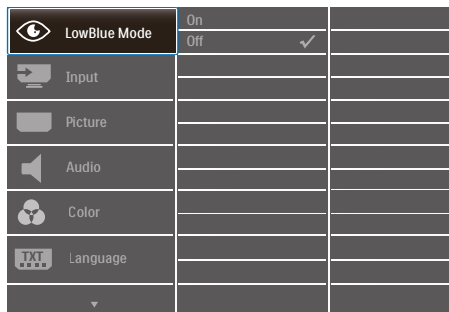 LowBlue Mode
On
Off
Input
Picture
Audio
Color
TXT
Language